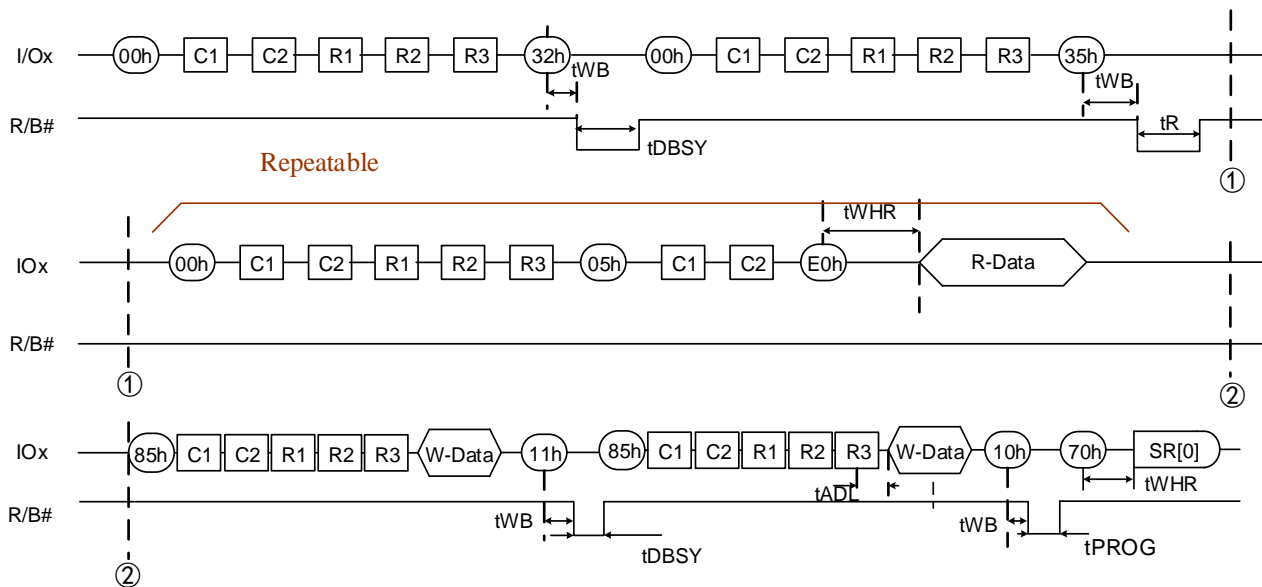 I/Ox 00h C1 C2 R1 R2 R3 32h 00h C1 C2 R1 R2 R3 35h
tWB tWB
R/B# tDBSY tR
Repeatable
①
tWHR
IOx 00h C1 C2 R1 R2 R3 05h C1 C2 E0h R-Data
R/B#
① ②
IOx 85h C1 C2 R1 R2 R3 W-Data 11h 85h C1 C2 R1 R2 R3 W-Data 10h 70h SR[0]
tADL tWHR
R/B# tWB tWB
tDBSY tPROG
②